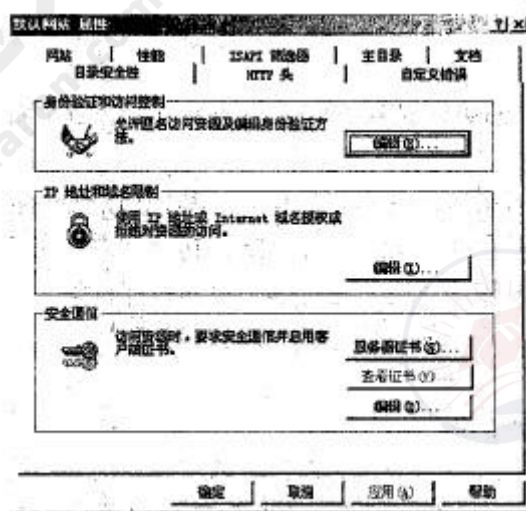 默认网站 属性 ? ×
网站 性能 ISAPI 筛选器 主目录 文档
目录安全性 HTTP 头 自定义错误
身份验证和访问控制
允许匿名访问资源及编辑身份验证方
法。
编辑(E)...
IP 地址和域名限制
使用 IP 地址或 Internet 域名授权或
拒绝对资源的访问。
编辑(I)...
安全通信
访问资源时,要求安全通信并启用客
户端证书。
服务器证书(S)...
查看证书(V)...
编辑(D)...
确定 取消 应用(A) 帮助